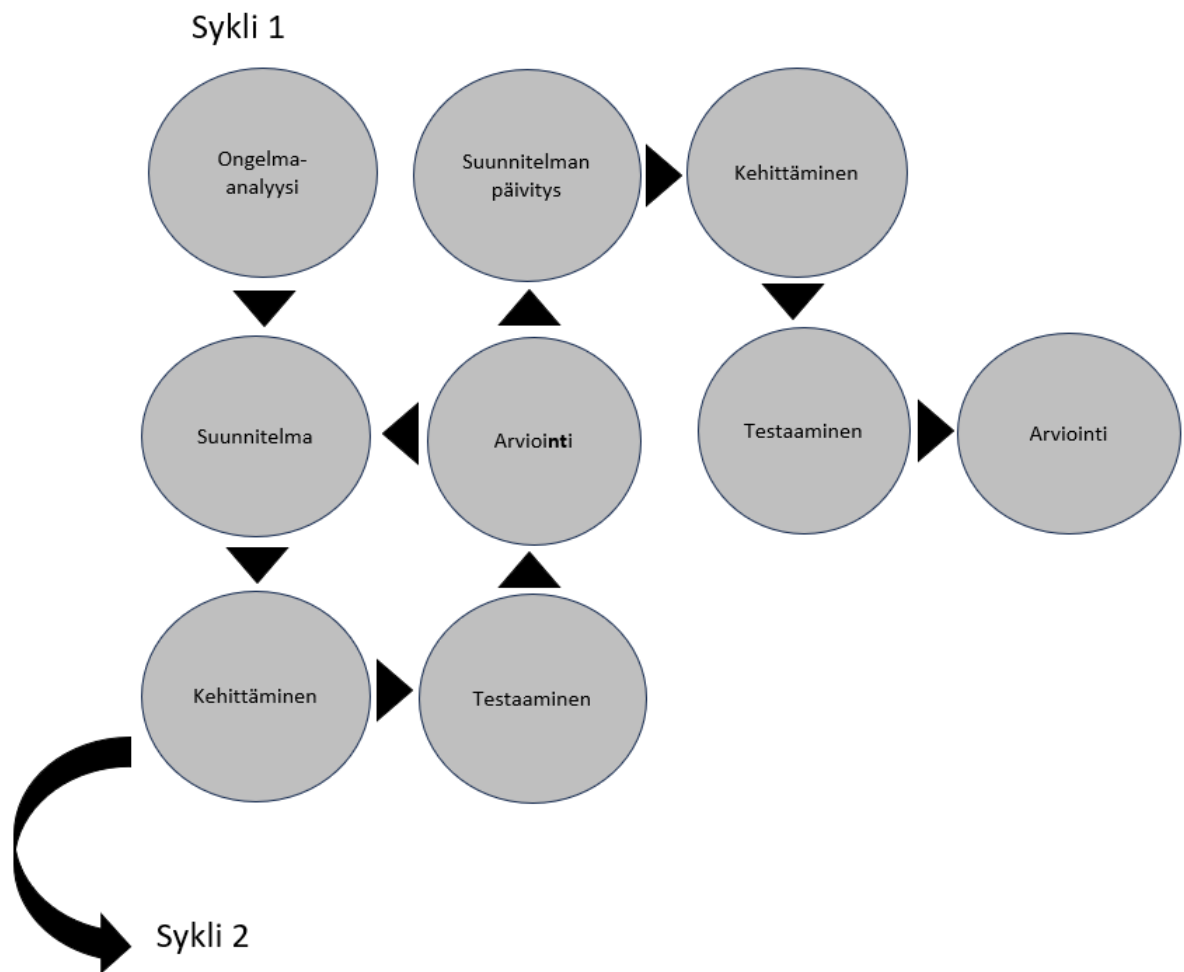 Sykli 1
Ongelma-
analyysi
Suunnitelman
päivitys
Kehittäminen
Suunnitelma
Arviointi
Testaaminen
Arviointi
Kehittäminen
Testaaminen
Sykli 2